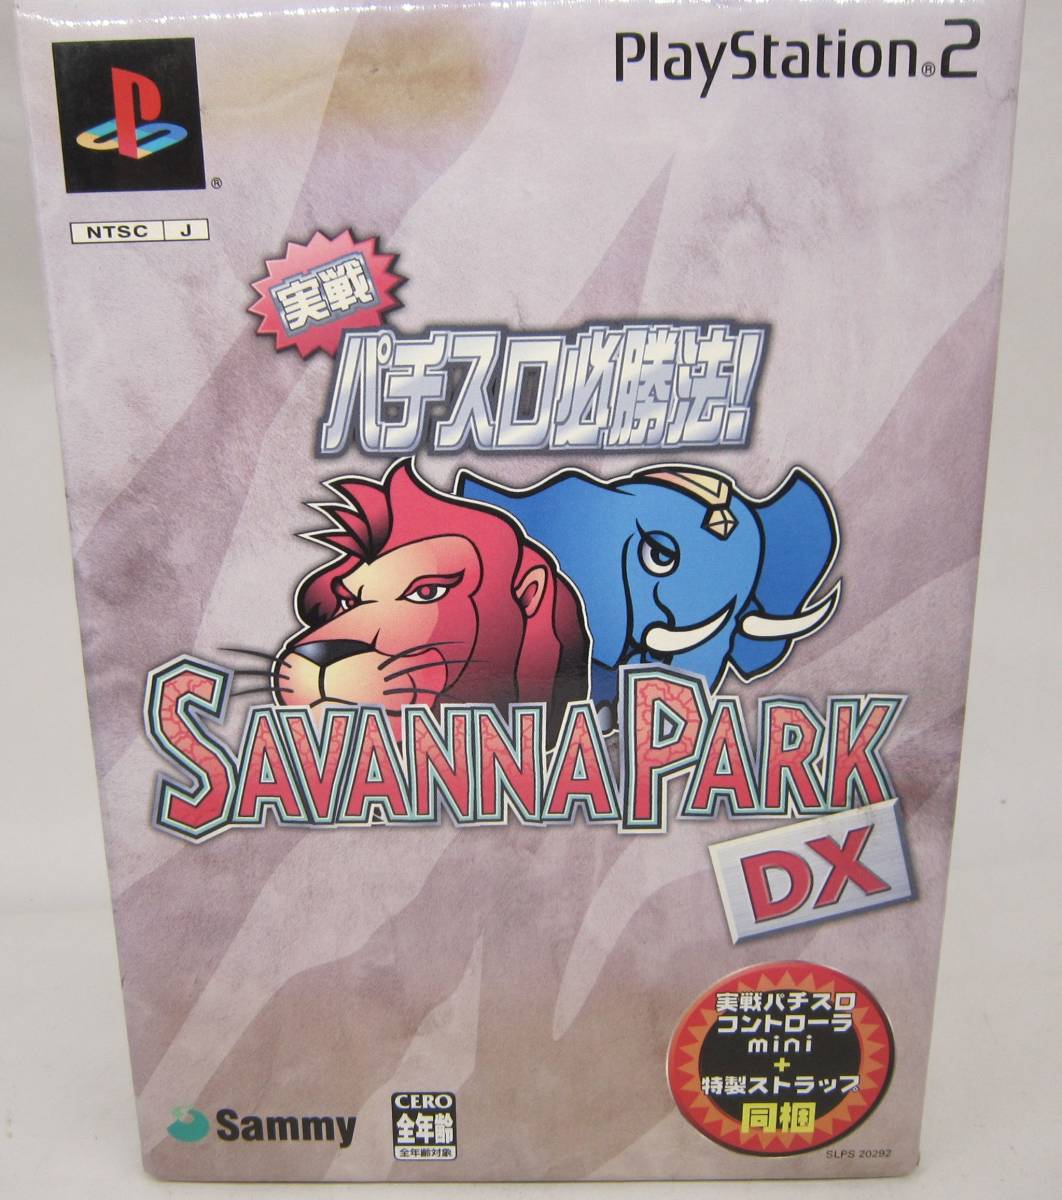 PlayStation®2
®
NTSC J
実戦
パチスロ必勝法!
SAVANNA PARK
DX
実戦パチスロ
コントローラ
mini
+
特製ストラップ
同梱
Sammy
CERO
全年齢
全年齢対象
SLPS 20292